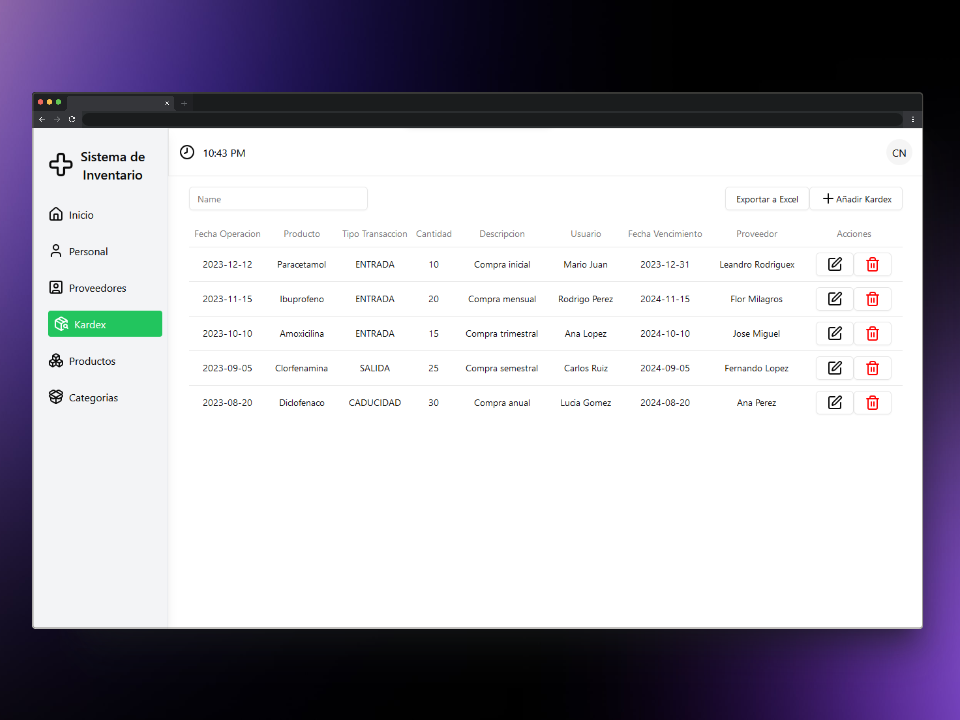 Sistema de
Inventario
Inicio
Personal
Proveedores
Kardex
Productos
Categorias
10:43 PM
CN
Name
Exportar a Excel
Añadir Kardex
Fecha Operacion Producto Tipo Transaccion Cantidad Descripcion Usuario Fecha Vencimiento Proveedor Acciones
2023-12-12 Paracetamol ENTRADA 10 Compra inicial Mario Juan 2023-12-31 Leandro Rodriguex
2023-11-15 Ibuprofeno ENTRADA 20 Compra mensual Rodrigo Perez 2024-11-15 Flor Milagros
2023-10-10 Amoxicilina ENTRADA 15 Compra trimestral Ana Lopez 2024-10-10 Jose Miguel
2023-09-05 Clorfenamina SALIDA 25 Compra semestral Carlos Ruiz 2024-09-05 Fernando Lopez
2023-08-20 Diclofenaco CADUCIDAD 30 Compra anual Lucia Gomez 2024-08-20 Ana Perez